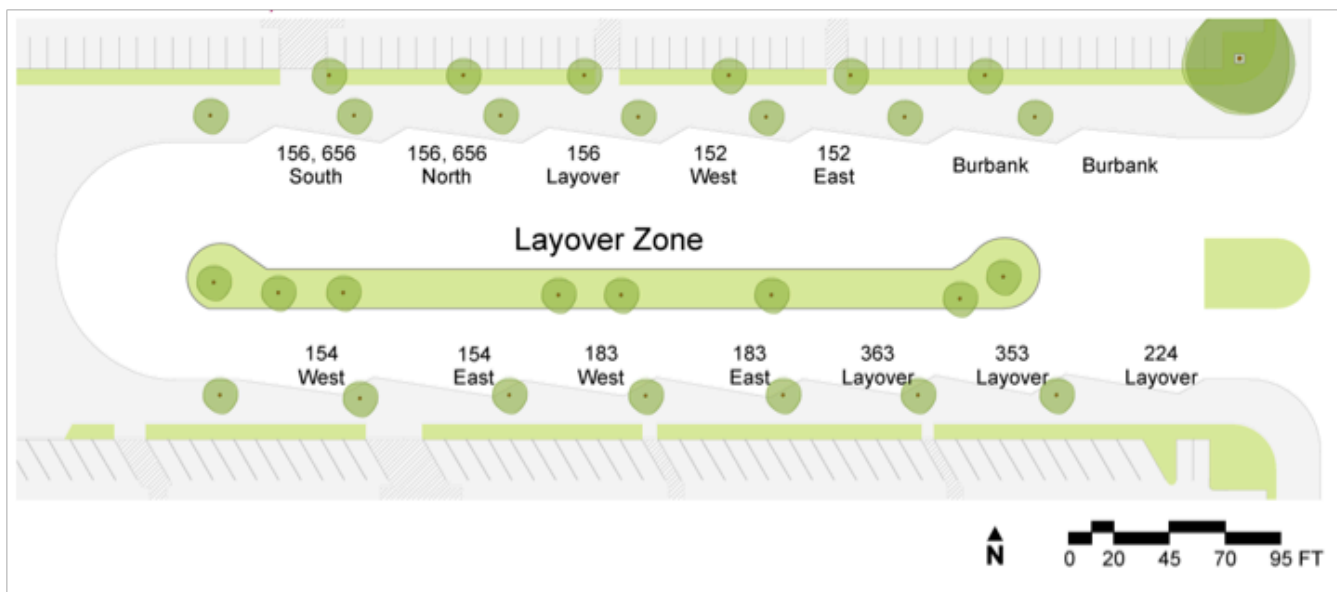 156, 656
South
156, 656
North
156
Layover
152
West
152
East
Burbank
Burbank
Layover Zone
154
West
154
East
183
West
183
East
363
Layover
353
Layover
224
Layover
N
0 20 45 70 95 FT